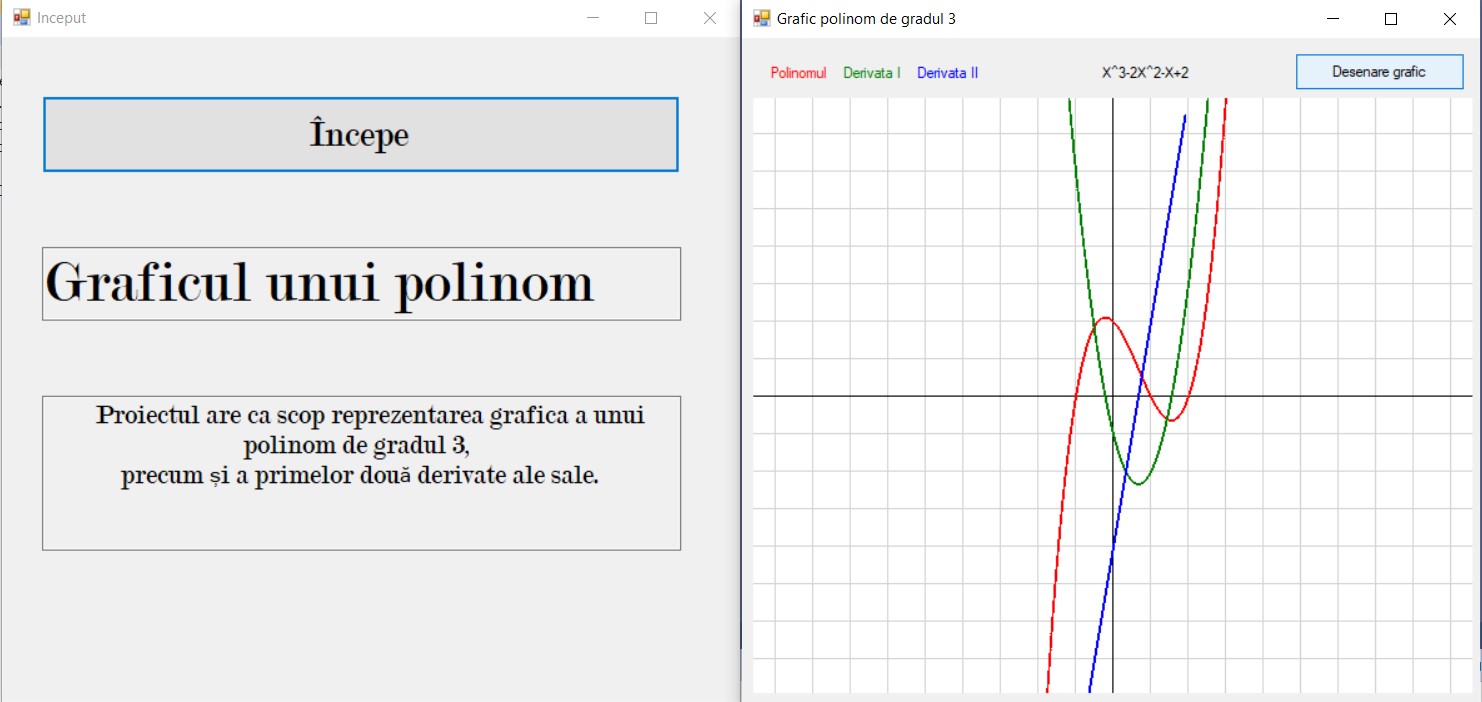 Inceput
Începe
Graficul unui polinom
Proiectul are ca scop reprezentarea grafica a unui
polinom de gradul 3,
precum și a primelor două derivate ale sale.
Grafic polinom de gradul 3
Polinomul Derivata I Derivata II X^3-2X^2-X+2 Desenare grafic